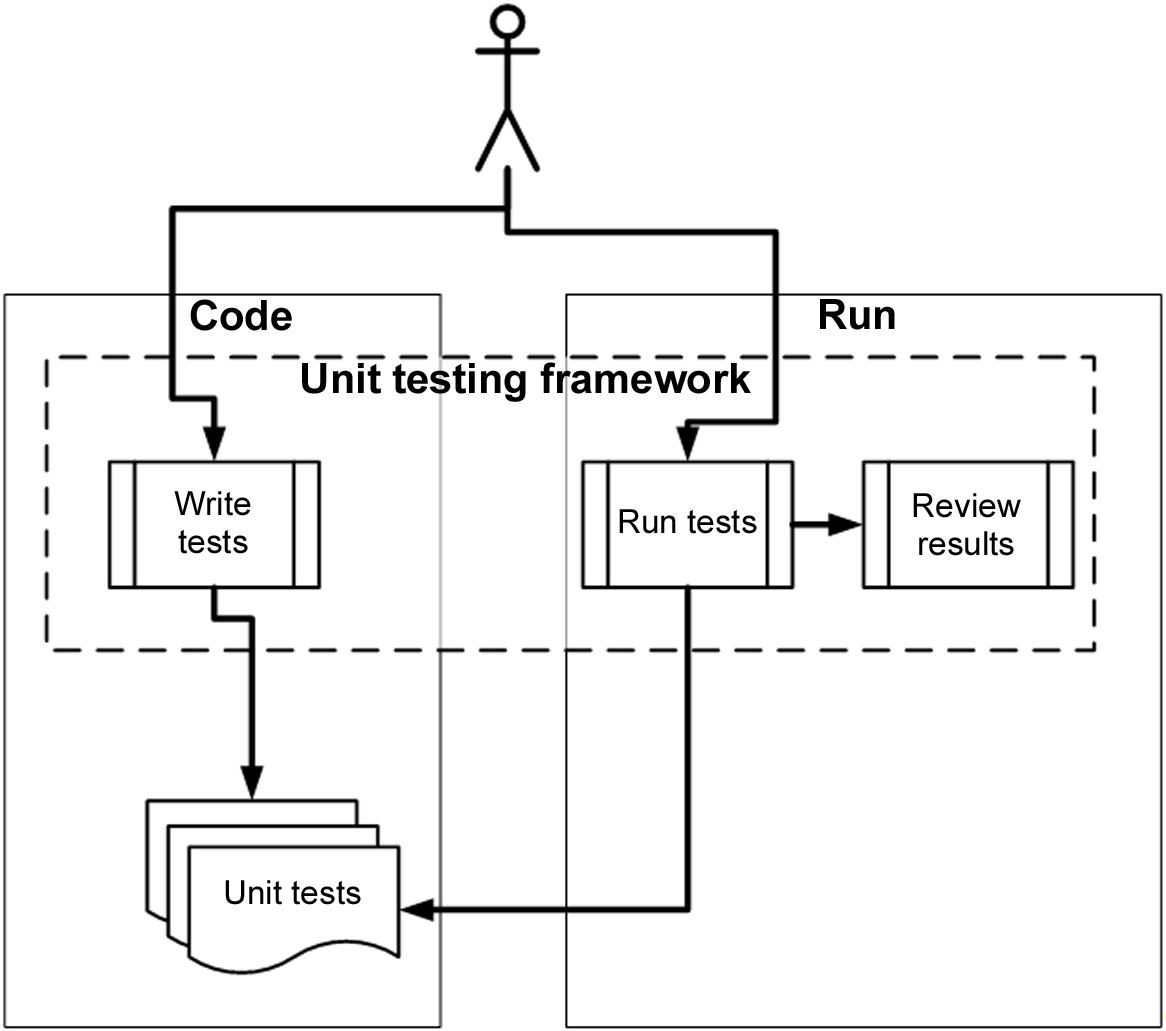 Code
Run
Unit testing framework
Write
tests
Run tests
Review
results
Unit tests